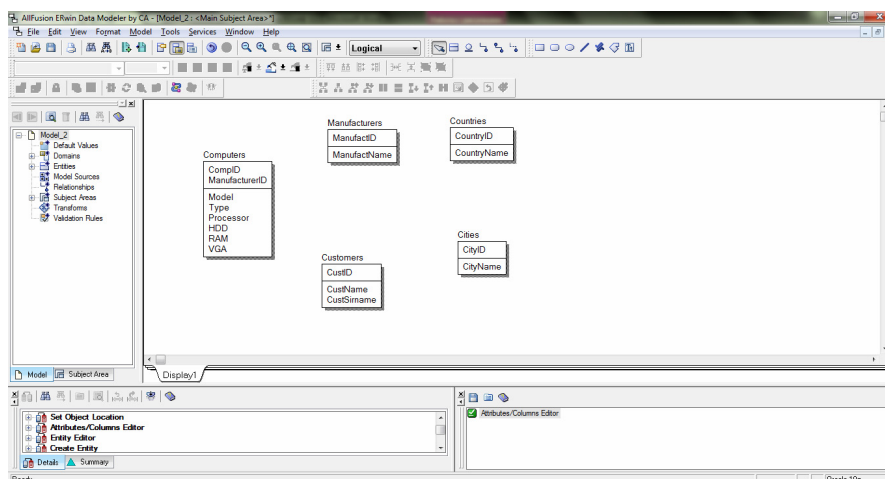 AllFusion ERwin Data Modeler by CA - [Model_2 : <Main Subject Area>*]
File Edit View Format Model Tools Services Window Help
Logical
Model_2
Default Values
Domains
Entities
Model Sources
Relationships
Subject Areas
Transforms
Validation Rules
Model Subject Area
Computers
CompID
ManufacturerID
Model
Type
Processor
HDD
RAM
VGA
Manufacturers
ManufactID
ManufactName
Countries
CountryID
CountryName
Customers
CustID
CustName
CustSirname
Cities
CityID
CityName
Display1
Set Object Location
Attributes/Columns Editor
Entity Editor
Create Entity
Details Summary
Attributes/Columns Editor
Ready
Oracle 10g